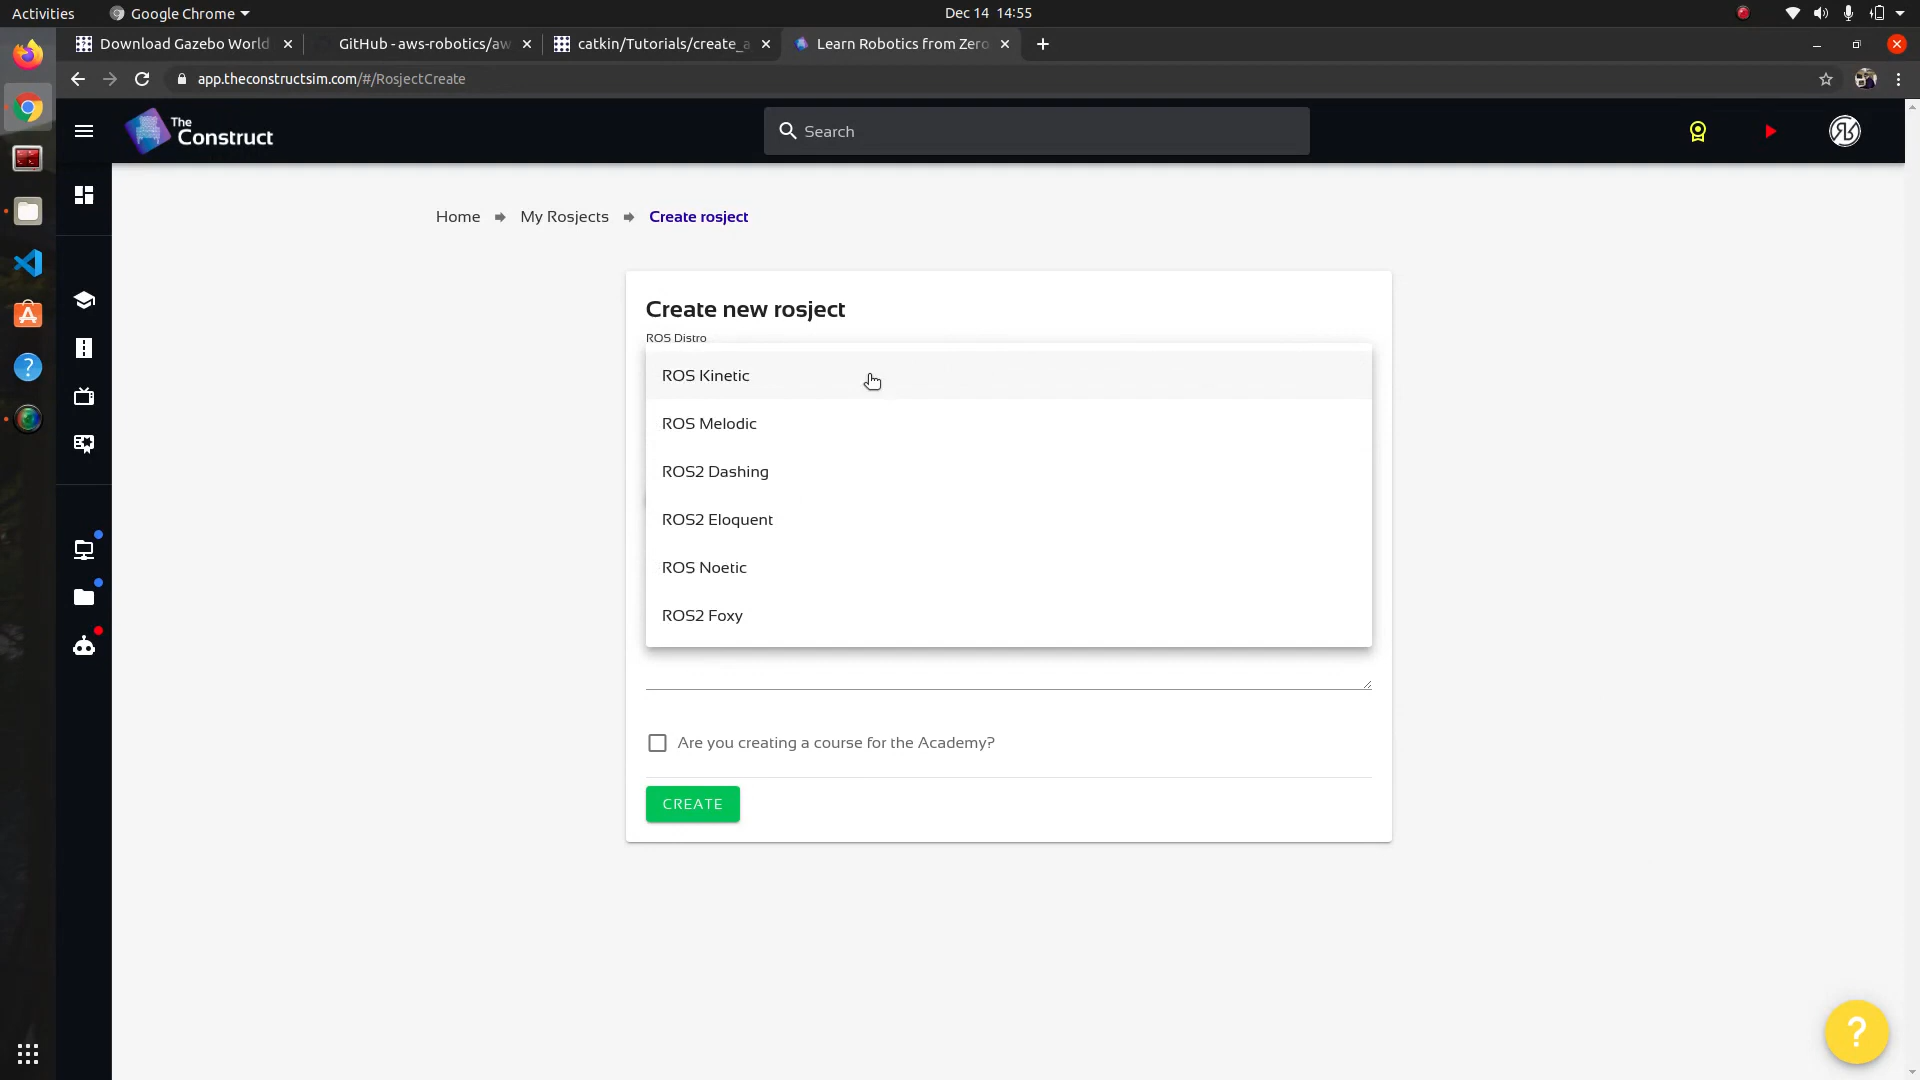 Activities
Google Chrome
Dec 14 14:55
Download Gazebo World
GitHub - aws-robotics/aw
catkin/Tutorials/create_a
Learn Robotics from Zero
app.theconstructsim.com/#/RosjectCreate
The
Construct
Search
Home
My Rosjects
Create rosject
Create new rosject
ROS Distro
ROS Kinetic
ROS Melodic
ROS2 Dashing
ROS2 Eloquent
ROS Noetic
ROS2 Foxy
Are you creating a course for the Academy?
CREATE
?